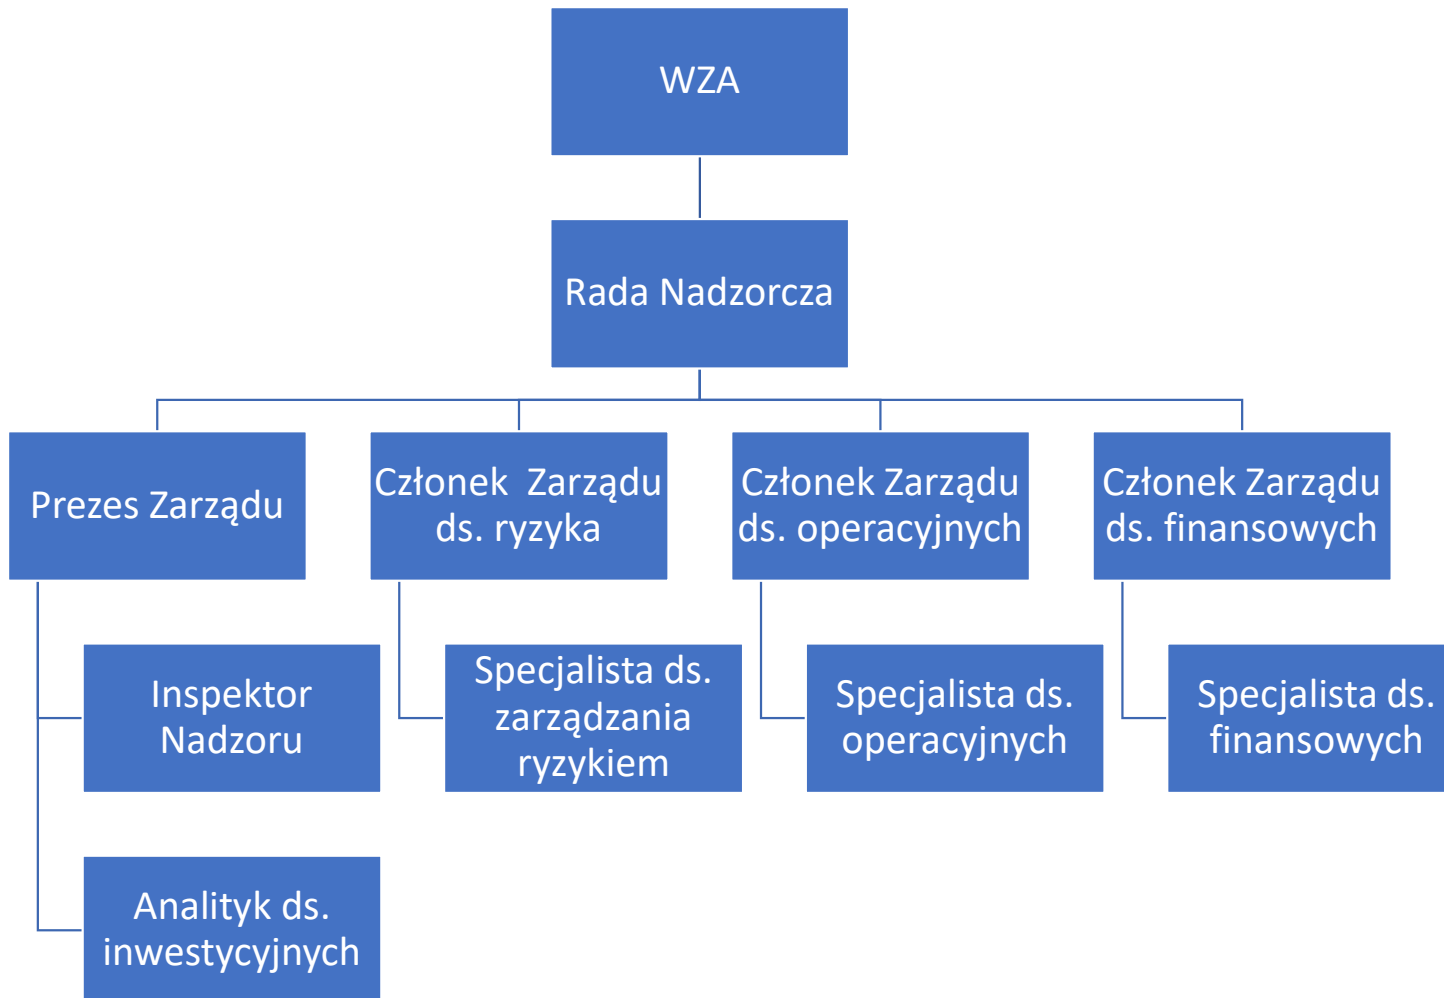 WZA
Rada Nadzorcza
Prezes Zarządu
Członek  Zarządu
ds. ryzyka
Członek Zarządu
ds. operacyjnych
Członek Zarządu
ds. finansowych
Inspektor
Nadzoru
Specjalista ds.
zarządzania
ryzykiem
Specjalista ds.
operacyjnych
Specjalista ds.
finansowych
Analityk ds.
inwestycyjnych